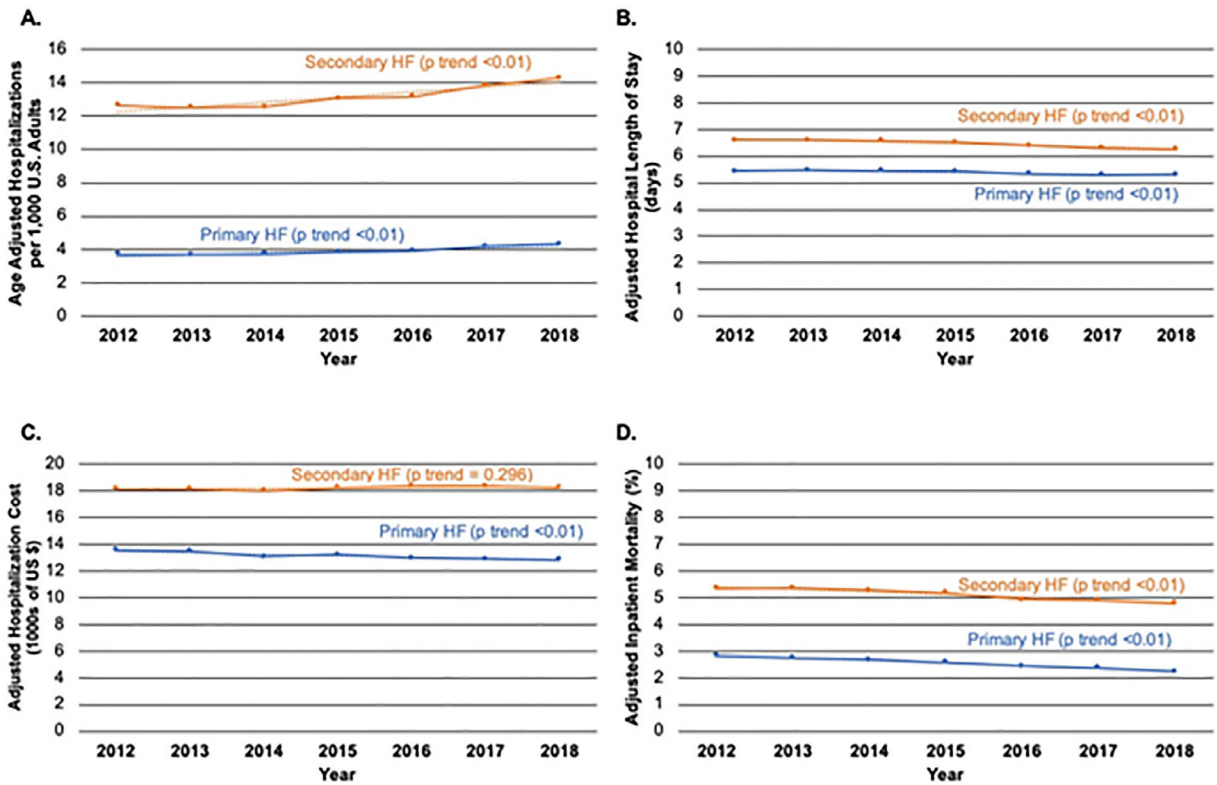 A.
Age Adjusted Hospitalizations
per 1,000 U.S. Adults
16
14
12
10
8
6
4
2
0
Secondary HF (p trend <0.01)
Primary HF (p trend <0.01)
2012 2013 2014 2015 2016 2017 2018
Year
B.
Adjusted Hospital Length of Stay
(days)
10
9
8
7
6
5
4
3
2
1
0
Secondary HF (p trend <0.01)
Primary HF (p trend <0.01)
2012 2013 2014 2015 2016 2017 2018
Year
C.
Adjusted Hospitalization Cost
(1000s of US $)
20
18
16
14
12
10
8
6
4
2
0
Secondary HF (p trend = 0.296)
Primary HF (p trend <0.01)
2012 2013 2014 2015 2016 2017 2018
Year
D.
Adjusted Inpatient Mortality (%)
10
9
8
7
6
5
4
3
2
1
0
Secondary HF (p trend <0.01)
Primary HF (p trend <0.01)
2012 2013 2014 2015 2016 2017 2018
Year